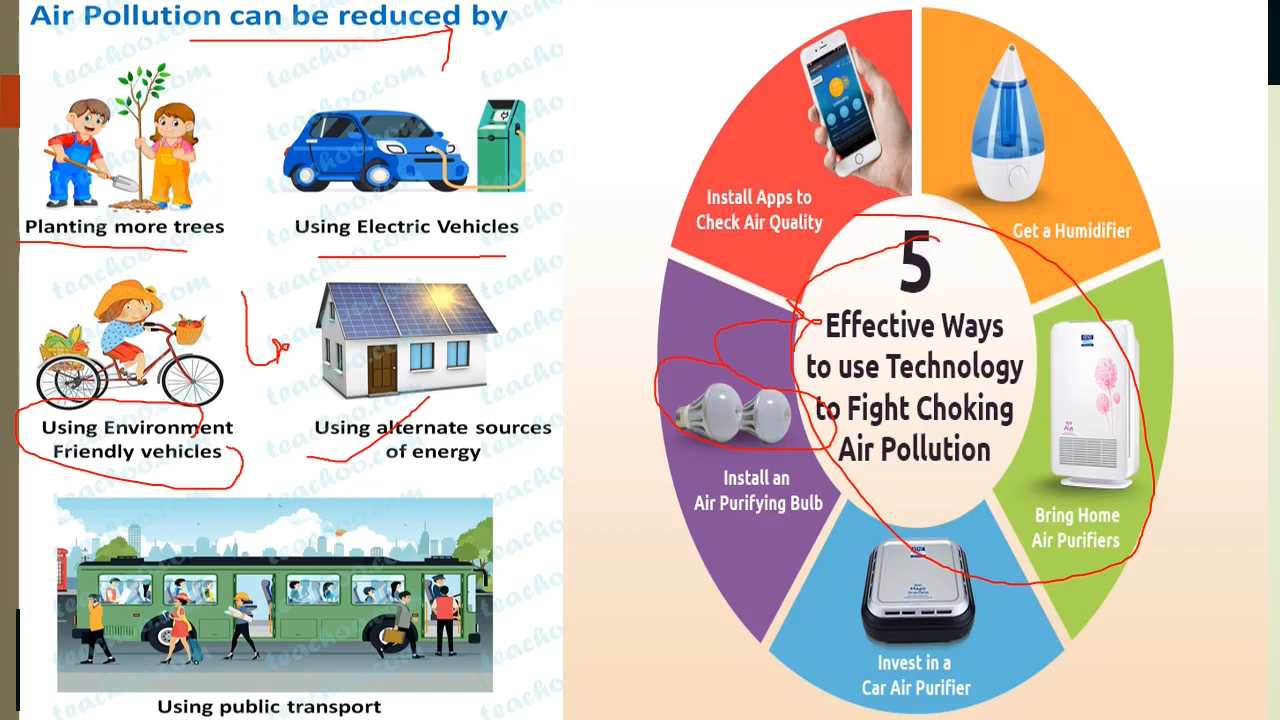 Air Pollution can be reduced by
Planting more trees
Using Electric Vehicles
Using Environment
Friendly vehicles
Using alternate sources
of energy
Using public transport
teachoo.com
5
Effective Ways
to use Technology
to Fight Choking
Air Pollution
Install Apps to
Check Air Quality
Get a Humidifier
Bring Home
Air Purifiers
Invest in a
Car Air Purifier
Install an
Air Purifying Bulb